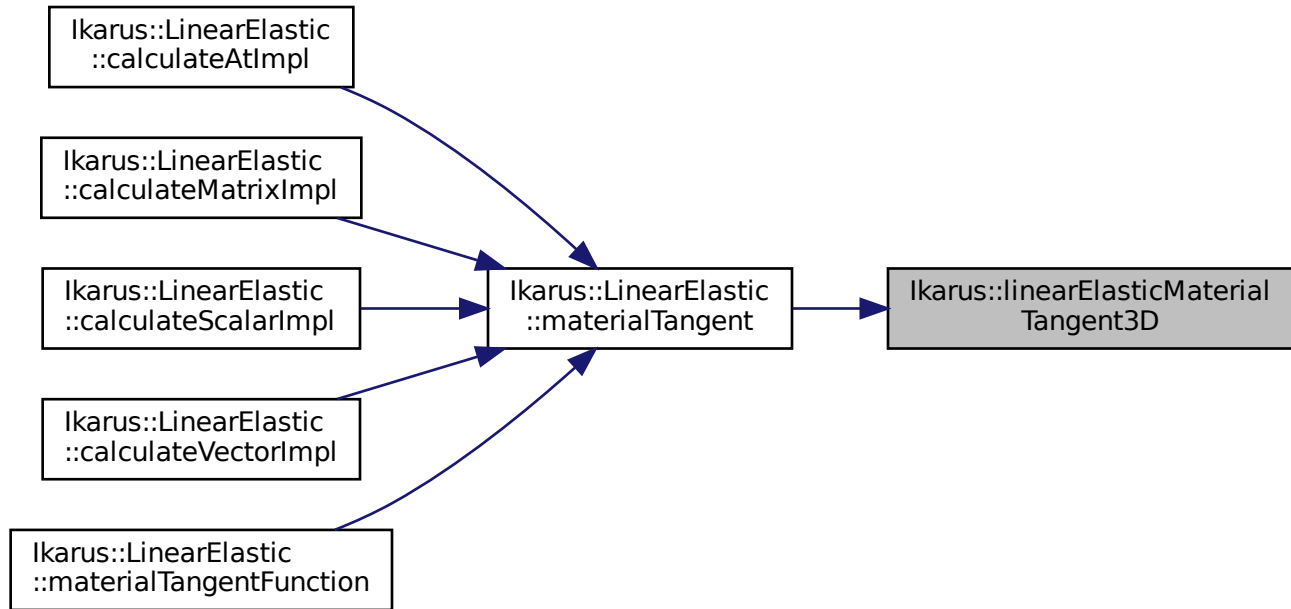 Ikarus::LinearElastic
::calculateAtImpl
Ikarus::LinearElastic
::calculateMatrixImpl
Ikarus::LinearElastic
::calculateScalarImpl
Ikarus::LinearElastic
::calculateVectorImpl
Ikarus::LinearElastic
::materialTangentFunction
Ikarus::LinearElastic
::materialTangent
Ikarus::linearElasticMaterial
Tangent3D